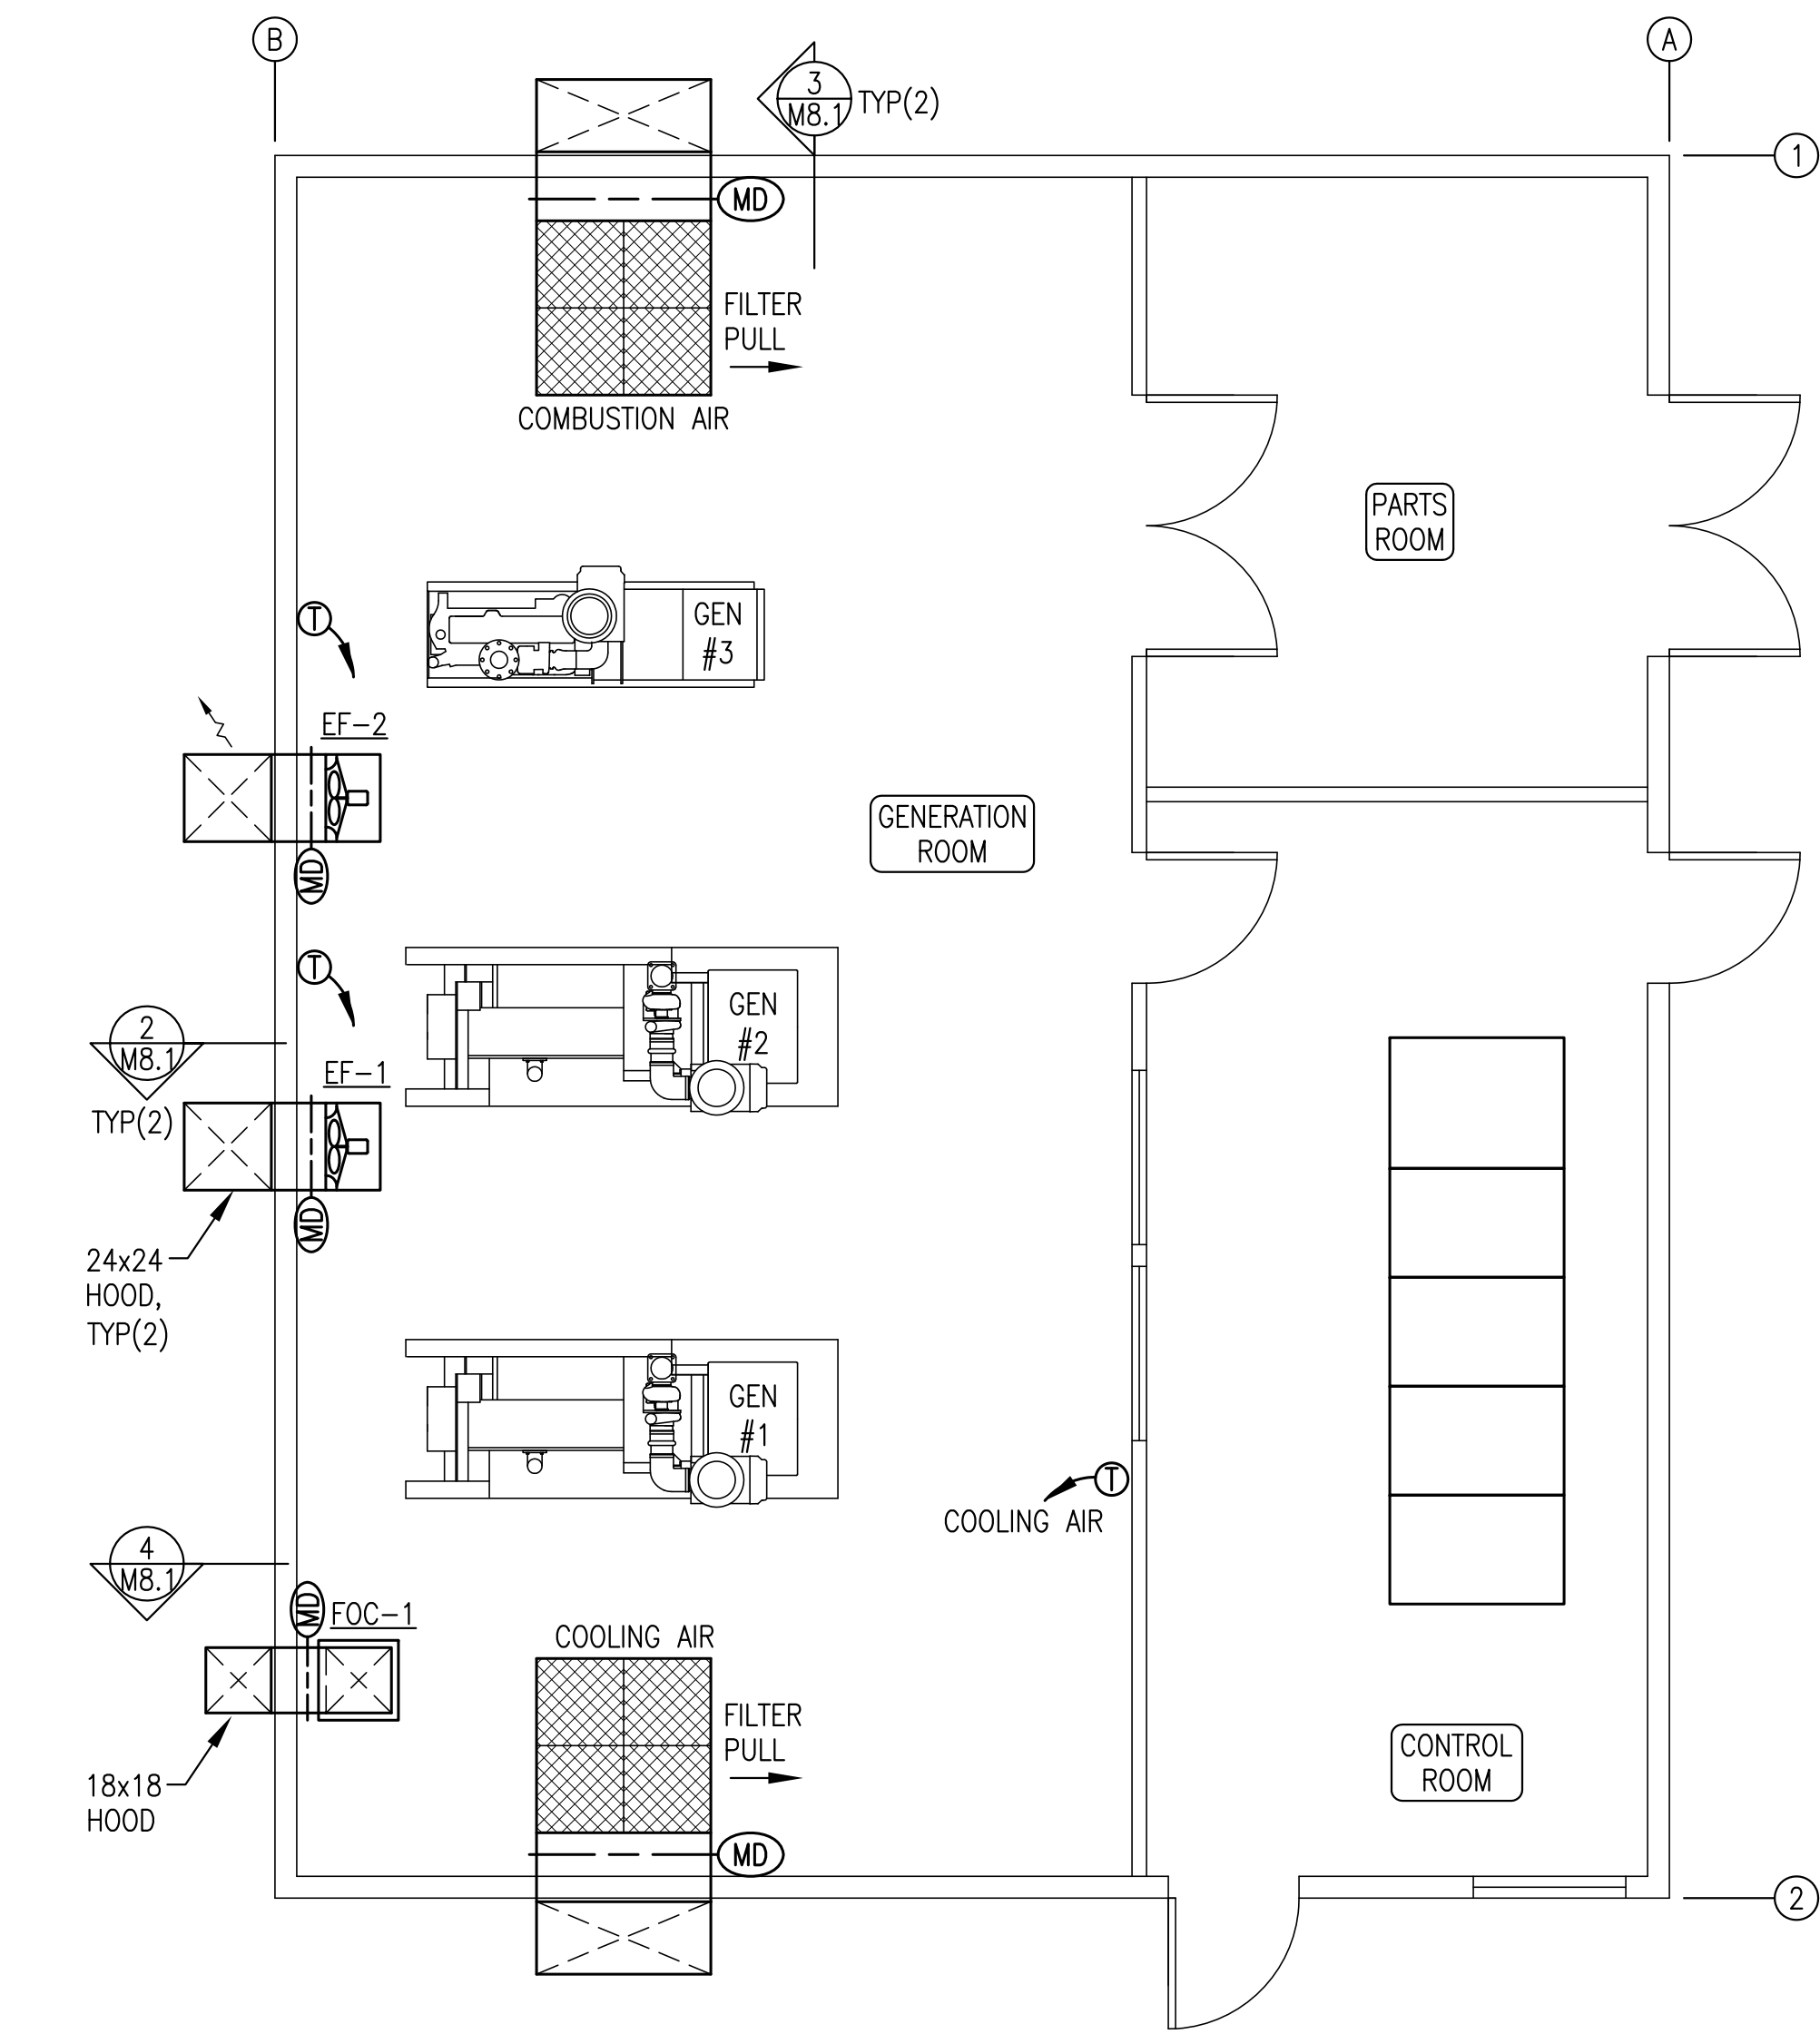 B
A
3
M8.1
TYP(2)
1
MD
FILTER
PULL
COMBUSTION AIR
PARTS
ROOM
T
GEN
#3
EF-2
GENERATION
ROOM
MD
T
GEN
#2
2
M8.1
TYP(2)
EF-1
MD
24x24
HOOD,
TYP(2)
GEN
#1
T
COOLING AIR
4
M8.1
MD
FOC-1
COOLING AIR
FILTER
PULL
CONTROL
ROOM
18x18
HOOD
MD
2